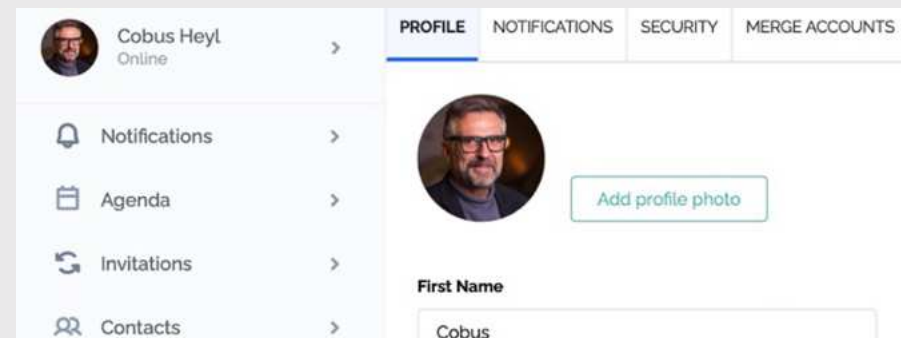 Cobus Heyl
Online
Notifications
Agenda
Invitations
Contacts
PROFILE NOTIFICATIONS SECURITY MERGE ACCOUNTS
Add profile photo
First Name
Cobus